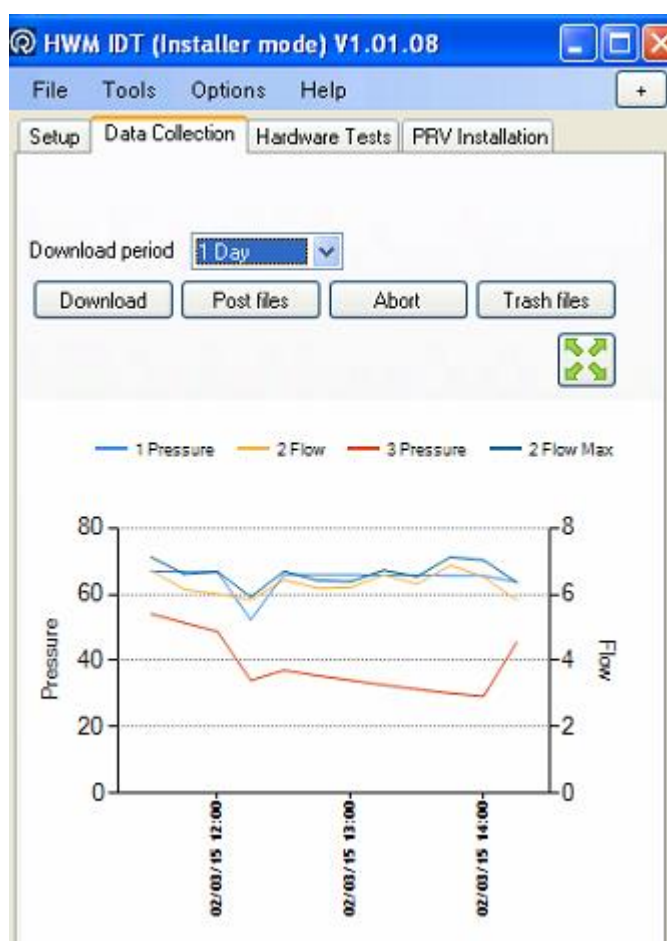 HWM IDT (Installer mode) V1.01.08
File Tools Options Help +
Setup Data Collection Hardware Tests PRV Installation
Download period 1 Day
Download Post files Abort Trash files
1 Pressure 2 Flow 3 Pressure 2 Flow Max
80 8
60 6
40 4
20 2
0 0
Pressure
Flow
02/03/15 12:00
02/03/15 13:00
02/03/15 14:00